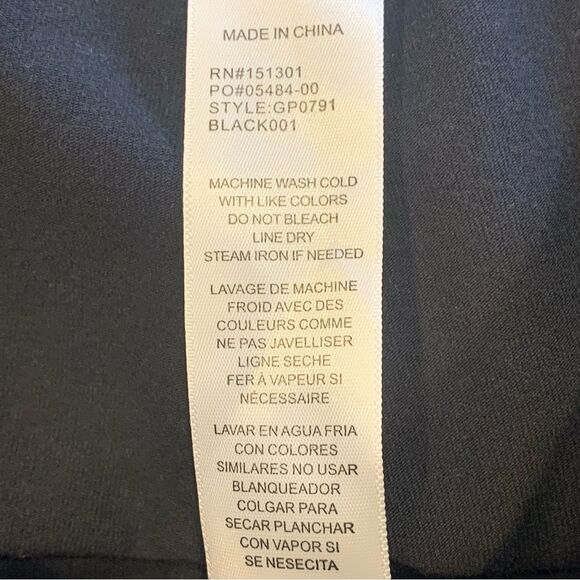 MADE IN CHINA
RN#151301
PO#05484-00
STYLE:GP0791
BLACK001
MACHINE WASH COLD
WITH LIKE COLORS
DO NOT BLEACH
LINE DRY
STEAM IRON IF NEEDED
LAVAGE DE MACHINE
FROID AVEC DES
COULEURS COMME
NE PAS JAVELLISER
LIGNE SECHE
FER À VAPEUR SI
NÉCESSAIRE
LAVAR EN AGUA FRIA
CON COLORES
SIMILARES NO USAR
BLANQUEADOR
COLGAR PARA
SECAR PLANCHAR
CON VAPOR SI
SE NESECITA